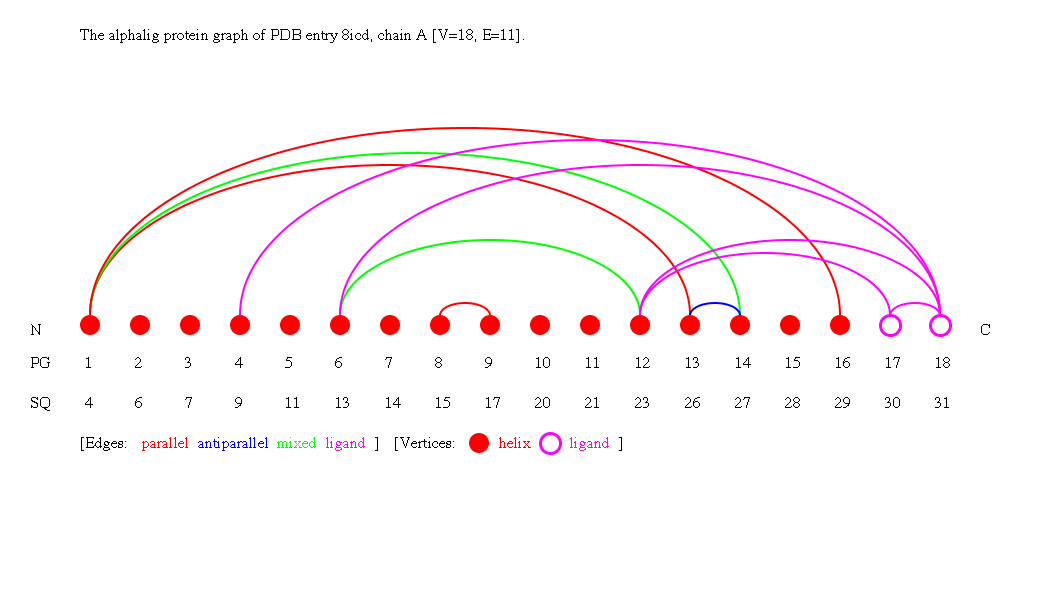 The alphalig protein graph of PDB entry 8icd, chain A [V=18, E=11].
N C
PG 1 2 3 4 5 6 7 8 9 10 11 12 13 14 15 16 17 18
SQ 4 6 7 9 11 13 14 15 17 20 21 23 26 27 28 29 30 31
[Edges: parallel antiparallel mixed ligand ] [Vertices: helix ligand ]